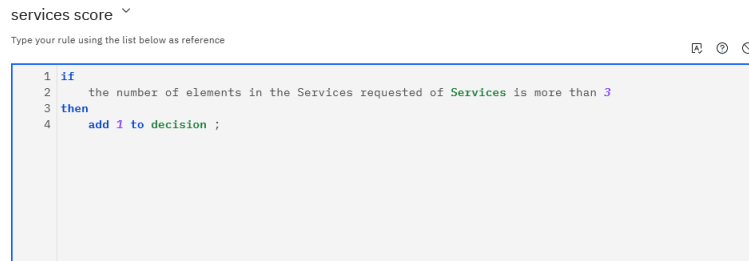 services score
Type your rule using the list below as reference
1 if
2 the number of elements in the Services requested of Services is more than 3
3 then
4 add 1 to decision ;